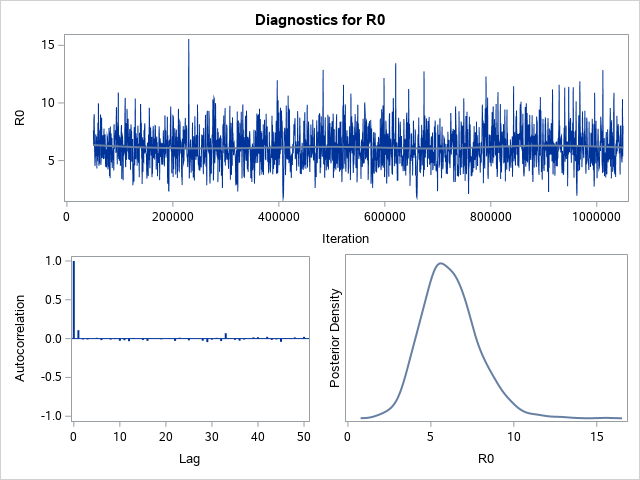 Diagnostics for R0
15
10
5
R0
0 200000 400000 600000 800000 1000000
Iteration
1.0
0.5
0.0
-0.5
-1.0
Autocorrelation
0 10 20 30 40 50
Lag
Posterior Density
0 5 10 15
R0